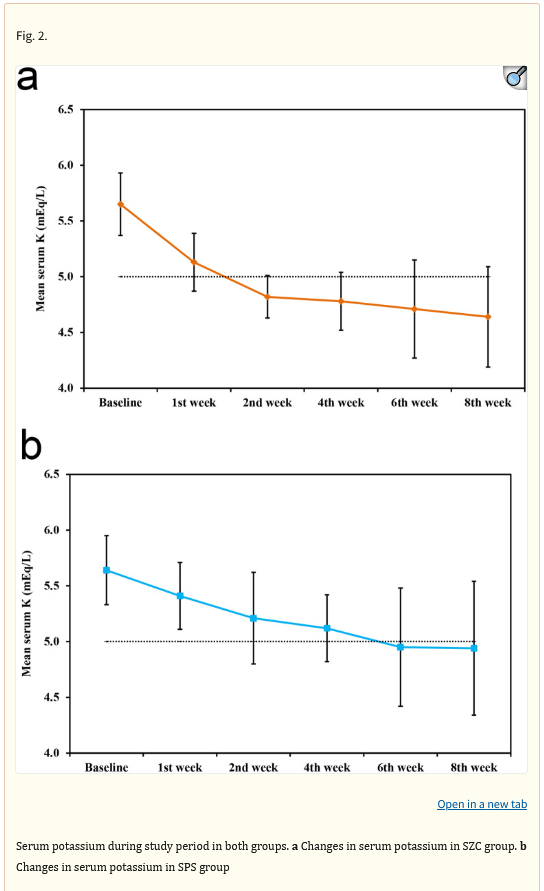 Fig. 2.
a
6.5
6.0
5.5
5.0
4.5
4.0
Mean serum K (mEq/L)
Baseline 1st week 2nd week 4th week 6th week 8th week
b
6.5
6.0
5.5
5.0
4.5
4.0
Mean serum K (mEq/L)
Baseline 1st week 2nd week 4th week 6th week 8th week
Open in a new tab
Serum potassium during study period in both groups. a Changes in serum potassium in SZC group. b
Changes in serum potassium in SPS group